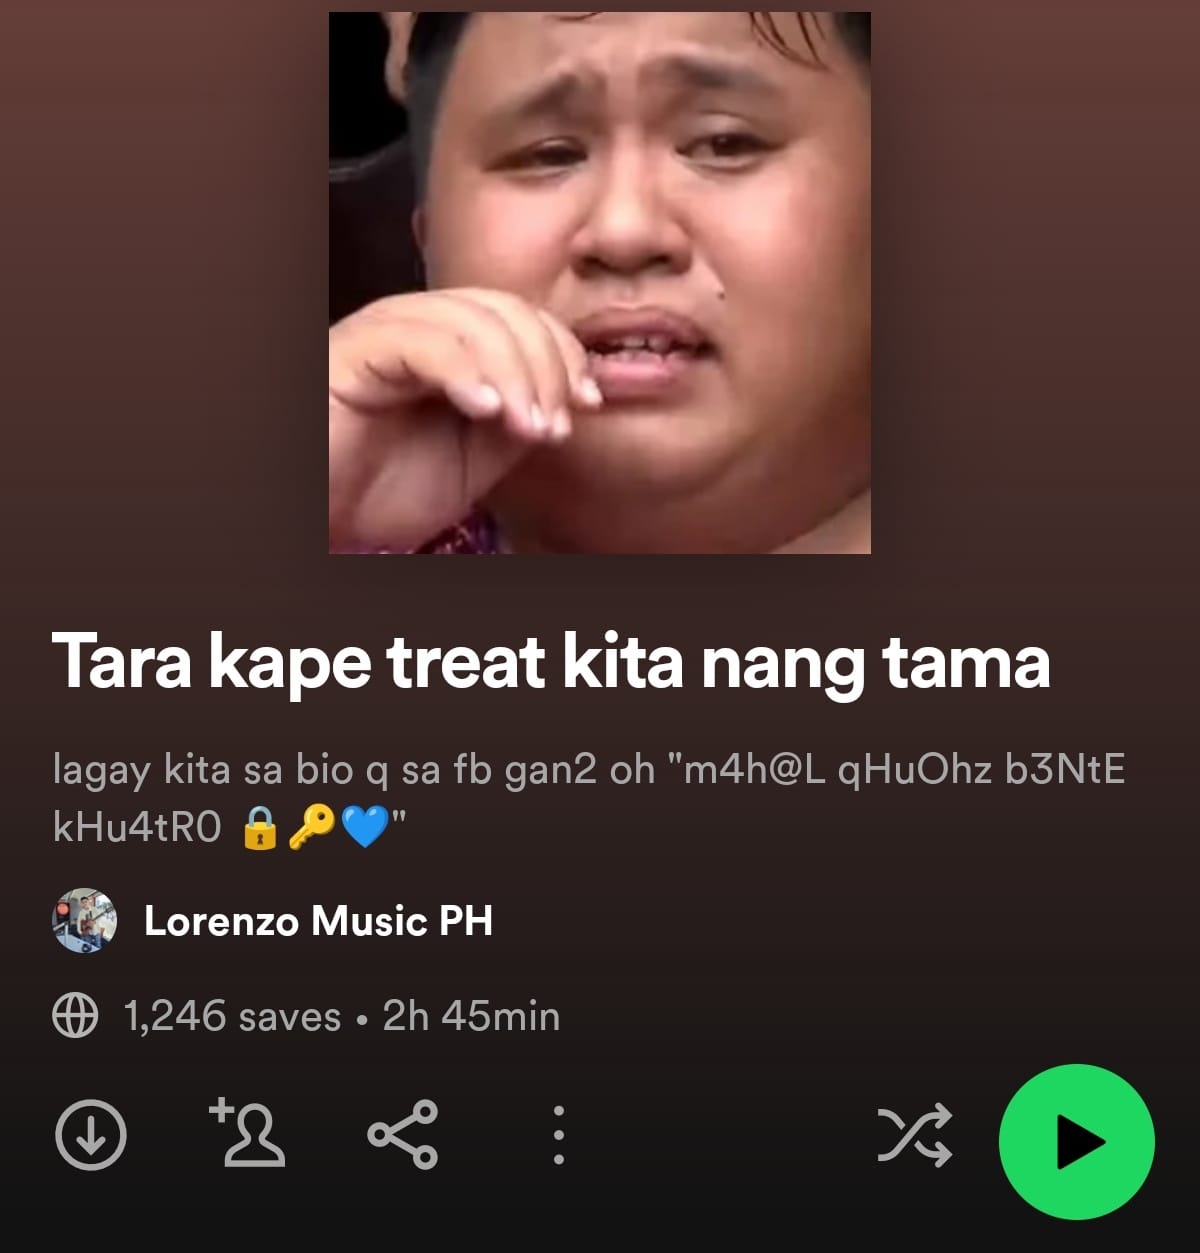 Tara kape treat kita nang tama
lagay kita sa bio q sa fb gan2 oh "m4h@L qHuOhz b3NtE
kHu4tR0 🔒🔑💙"
Lorenzo Music PH
1,246 saves • 2h 45min